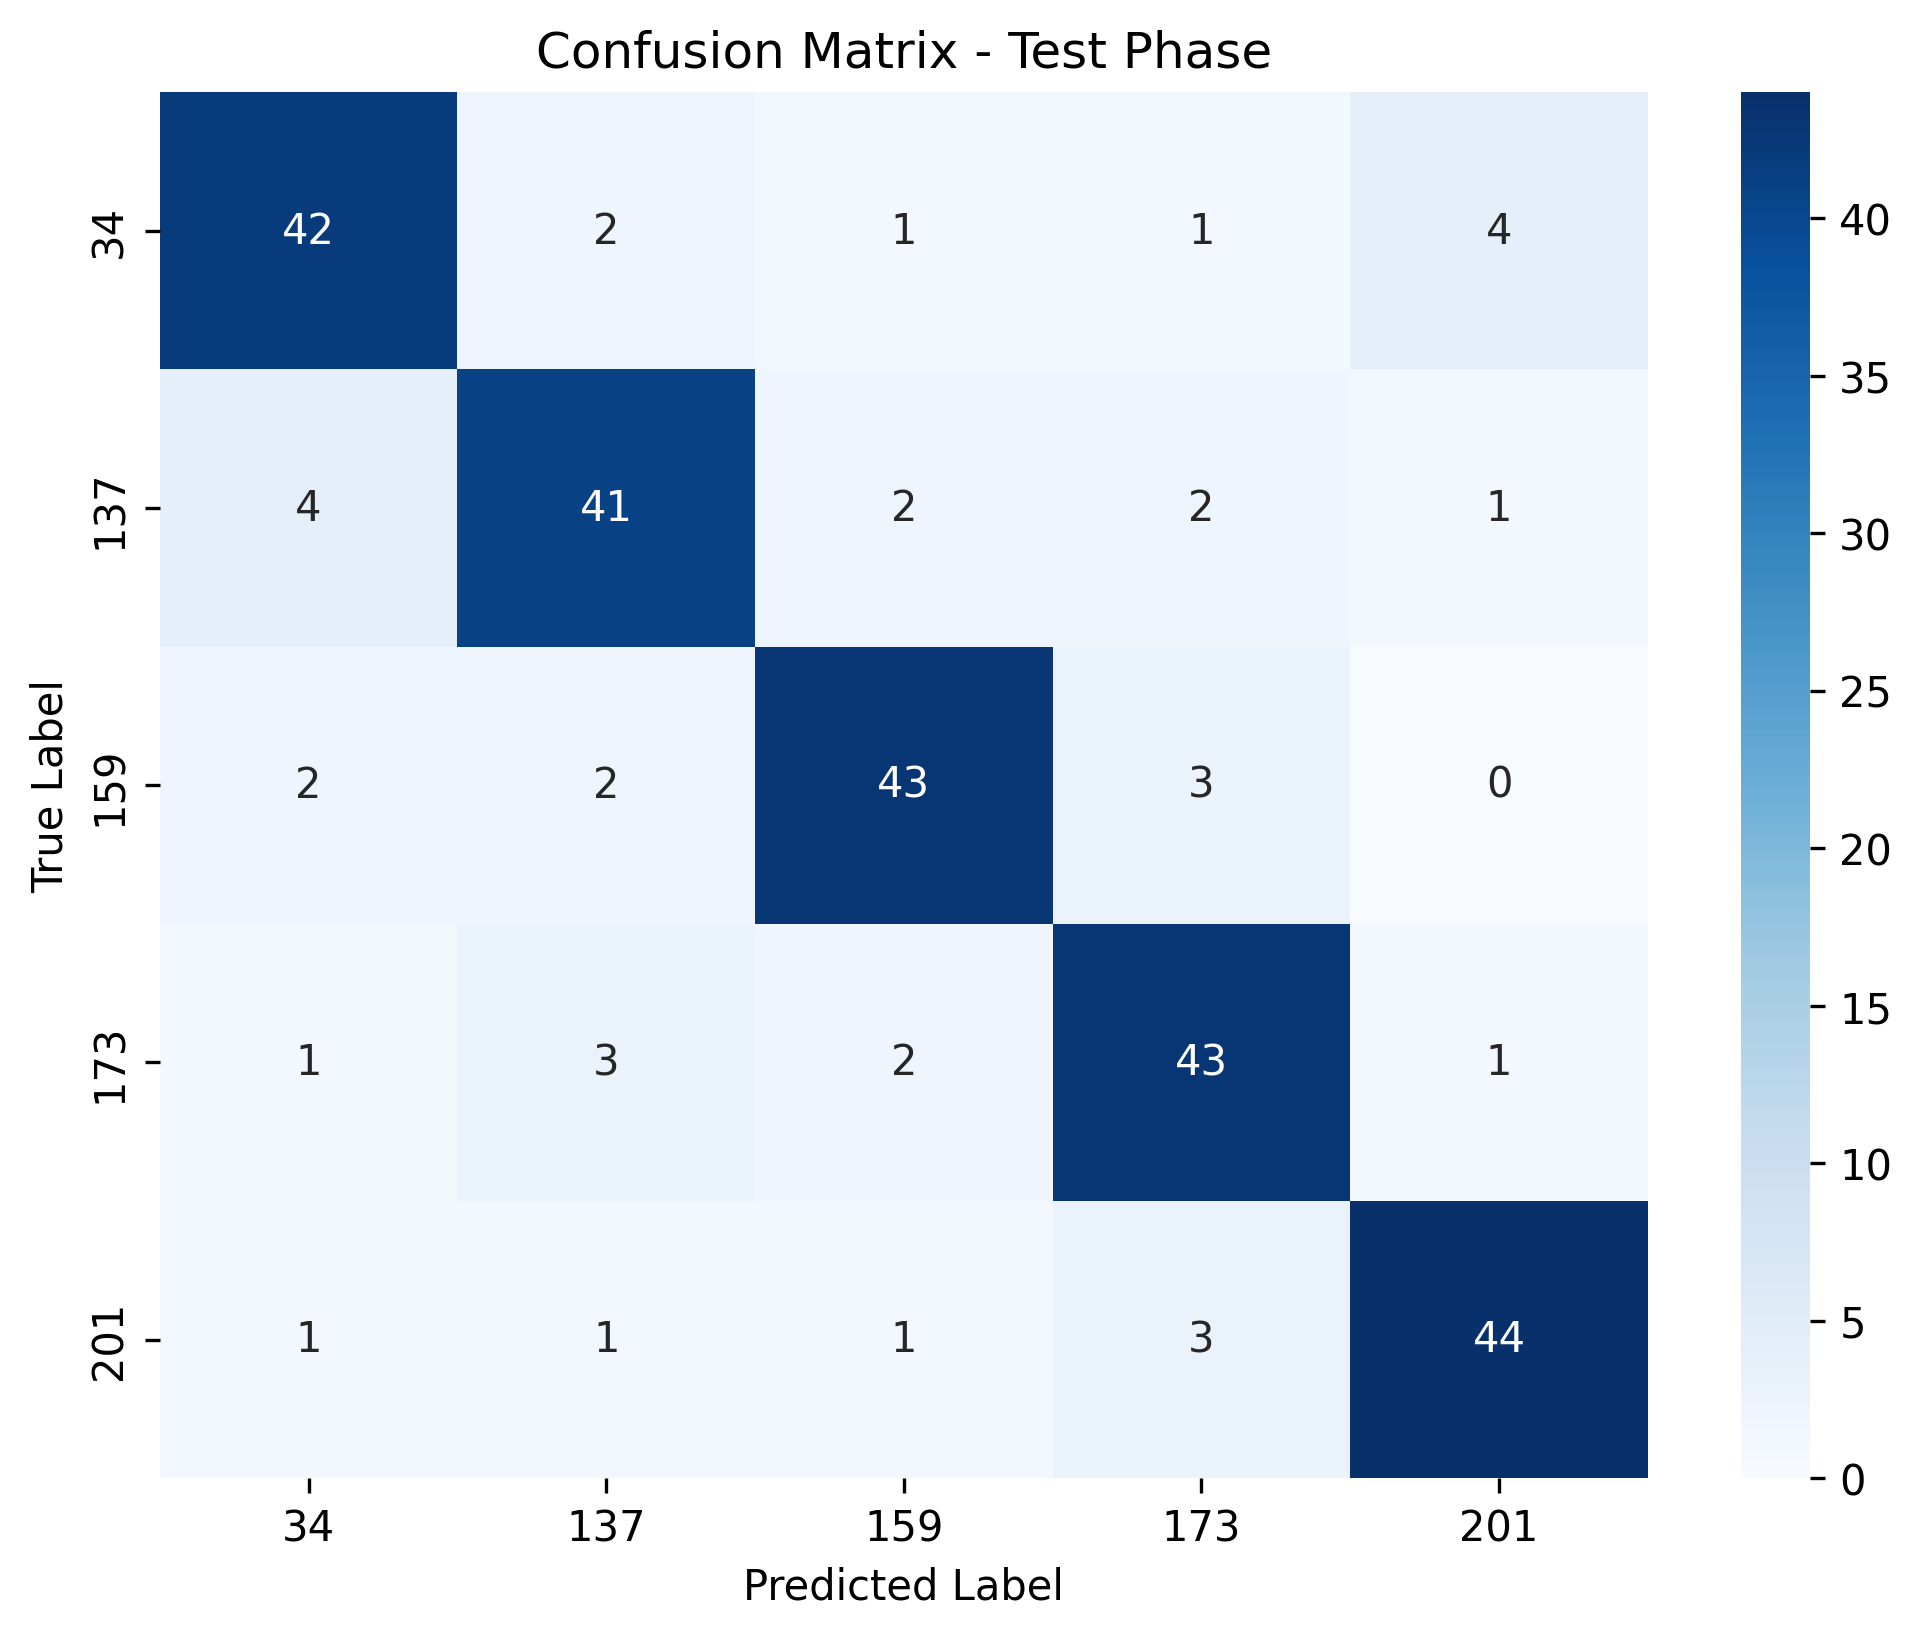 Confusion Matrix - Test Phase
34 42 2 1 1 4
137 4 41 2 2 1
159 2 2 43 3 0
173 1 3 2 43 1
201 1 1 1 3 44
34 137 159 173 201
Predicted Label
True Label
40
35
30
25
20
15
10
5
0